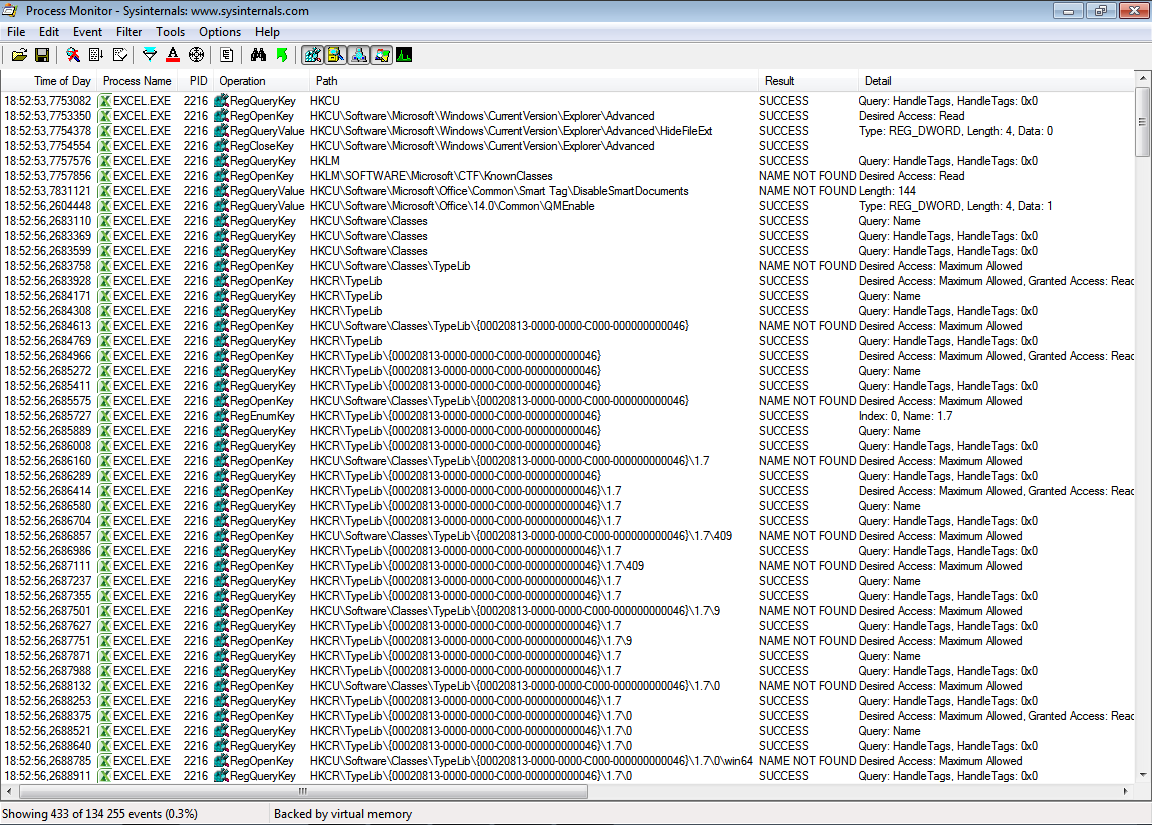 Process Monitor - Sysinternals: www.sysinternals.com
File Edit Event Filter Tools Options Help
Time of Day Process Name PID Operation Path Result Detail
18:52:53,7753082 EXCEL.EXE 2216 RegQueryKey HKCU SUCCESS Query: HandleTags, HandleTags: 0x0
18:52:53,7753350 EXCEL.EXE 2216 RegOpenKey HKCU\Software\Microsoft\Windows\CurrentVersion\Explorer\Advanced SUCCESS Desired Access: Read
18:52:53,7754378 EXCEL.EXE 2216 RegQueryValue HKCU\Software\Microsoft\Windows\CurrentVersion\Explorer\Advanced\HideFileExt SUCCESS Type: REG_DWORD, Length: 4, Data: 0
18:52:53,7754554 EXCEL.EXE 2216 RegCloseKey HKCU\Software\Microsoft\Windows\CurrentVersion\Explorer\Advanced SUCCESS
18:52:53,7757576 EXCEL.EXE 2216 RegQueryKey HKLM SUCCESS Query: HandleTags, HandleTags: 0x0
18:52:53,7757856 EXCEL.EXE 2216 RegOpenKey HKLM\SOFTWARE\Microsoft\CTF\KnownClasses NAME NOT FOUND Desired Access: Read
18:52:53,7831121 EXCEL.EXE 2216 RegQueryValue HKCU\Software\Microsoft\Office\Common\Smart Tag\DisableSmartDocuments NAME NOT FOUND Length: 144
18:52:56,2604448 EXCEL.EXE 2216 RegQueryValue HKCU\Software\Microsoft\Office\14.0\Common\QMEnable SUCCESS Type: REG_DWORD, Length: 4, Data: 1
18:52:56,2683110 EXCEL.EXE 2216 RegQueryKey HKCU\Software\Classes SUCCESS Query: Name
18:52:56,2683369 EXCEL.EXE 2216 RegQueryKey HKCU\Software\Classes SUCCESS Query: HandleTags, HandleTags: 0x0
18:52:56,2683599 EXCEL.EXE 2216 RegQueryKey HKCU\Software\Classes SUCCESS Query: HandleTags, HandleTags: 0x0
18:52:56,2683758 EXCEL.EXE 2216 RegOpenKey HKCU\Software\Classes\TypeLib NAME NOT FOUND Desired Access: Maximum Allowed
18:52:56,2683928 EXCEL.EXE 2216 RegOpenKey HKCR\TypeLib SUCCESS Desired Access: Maximum Allowed, Granted Access: Read
18:52:56,2684171 EXCEL.EXE 2216 RegQueryKey HKCR\TypeLib SUCCESS Query: Name
18:52:56,2684308 EXCEL.EXE 2216 RegQueryKey HKCR\TypeLib SUCCESS Query: HandleTags, HandleTags: 0x0
18:52:56,2684613 EXCEL.EXE 2216 RegOpenKey HKCU\Software\Classes\TypeLib\{00020813-0000-0000-C000-000000000046} NAME NOT FOUND Desired Access: Maximum Allowed
18:52:56,2684769 EXCEL.EXE 2216 RegQueryKey HKCR\TypeLib SUCCESS Query: HandleTags, HandleTags: 0x0
18:52:56,2684966 EXCEL.EXE 2216 RegOpenKey HKCR\TypeLib\{00020813-0000-0000-C000-000000000046} SUCCESS Desired Access: Maximum Allowed, Granted Access: Read
18:52:56,2685272 EXCEL.EXE 2216 RegQueryKey HKCR\TypeLib\{00020813-0000-0000-C000-000000000046} SUCCESS Query: Name
18:52:56,2685411 EXCEL.EXE 2216 RegQueryKey HKCR\TypeLib\{00020813-0000-0000-C000-000000000046} SUCCESS Query: HandleTags, HandleTags: 0x0
18:52:56,2685575 EXCEL.EXE 2216 RegOpenKey HKCU\Software\Classes\TypeLib\{00020813-0000-0000-C000-000000000046} NAME NOT FOUND Desired Access: Maximum Allowed
18:52:56,2685727 EXCEL.EXE 2216 RegEnumKey HKCR\TypeLib\{00020813-0000-0000-C000-000000000046} SUCCESS Index: 0, Name: 1.7
18:52:56,2685889 EXCEL.EXE 2216 RegQueryKey HKCR\TypeLib\{00020813-0000-0000-C000-000000000046} SUCCESS Query: Name
18:52:56,2686008 EXCEL.EXE 2216 RegQueryKey HKCR\TypeLib\{00020813-0000-0000-C000-000000000046} SUCCESS Query: HandleTags, HandleTags: 0x0
18:52:56,2686160 EXCEL.EXE 2216 RegOpenKey HKCU\Software\Classes\TypeLib\{00020813-0000-0000-C000-000000000046}\1.7 NAME NOT FOUND Desired Access: Maximum Allowed
18:52:56,2686289 EXCEL.EXE 2216 RegQueryKey HKCR\TypeLib\{00020813-0000-0000-C000-000000000046} SUCCESS Query: HandleTags, HandleTags: 0x0
18:52:56,2686414 EXCEL.EXE 2216 RegOpenKey HKCR\TypeLib\{00020813-0000-0000-C000-000000000046}\1.7 SUCCESS Desired Access: Maximum Allowed, Granted Access: Read
18:52:56,2686580 EXCEL.EXE 2216 RegQueryKey HKCR\TypeLib\{00020813-0000-0000-C000-000000000046}\1.7 SUCCESS Query: Name
18:52:56,2686704 EXCEL.EXE 2216 RegQueryKey HKCR\TypeLib\{00020813-0000-0000-C000-000000000046}\1.7 SUCCESS Query: HandleTags, HandleTags: 0x0
18:52:56,2686857 EXCEL.EXE 2216 RegOpenKey HKCU\Software\Classes\TypeLib\{00020813-0000-0000-C000-000000000046}\1.7\409 NAME NOT FOUND Desired Access: Maximum Allowed
18:52:56,2686986 EXCEL.EXE 2216 RegQueryKey HKCR\TypeLib\{00020813-0000-0000-C000-000000000046}\1.7 SUCCESS Query: HandleTags, HandleTags: 0x0
18:52:56,2687111 EXCEL.EXE 2216 RegOpenKey HKCR\TypeLib\{00020813-0000-0000-C000-000000000046}\1.7\409 NAME NOT FOUND Desired Access: Maximum Allowed
18:52:56,2687237 EXCEL.EXE 2216 RegQueryKey HKCR\TypeLib\{00020813-0000-0000-C000-000000000046}\1.7 SUCCESS Query: Name
18:52:56,2687355 EXCEL.EXE 2216 RegQueryKey HKCR\TypeLib\{00020813-0000-0000-C000-000000000046}\1.7 SUCCESS Query: HandleTags, HandleTags: 0x0
18:52:56,2687501 EXCEL.EXE 2216 RegOpenKey HKCU\Software\Classes\TypeLib\{00020813-0000-0000-C000-000000000046}\1.7\9 NAME NOT FOUND Desired Access: Maximum Allowed
18:52:56,2687627 EXCEL.EXE 2216 RegQueryKey HKCR\TypeLib\{00020813-0000-0000-C000-000000000046}\1.7 SUCCESS Query: HandleTags, HandleTags: 0x0
18:52:56,2687751 EXCEL.EXE 2216 RegOpenKey HKCR\TypeLib\{00020813-0000-0000-C000-000000000046}\1.7\9 NAME NOT FOUND Desired Access: Maximum Allowed
18:52:56,2687871 EXCEL.EXE 2216 RegQueryKey HKCR\TypeLib\{00020813-0000-0000-C000-000000000046}\1.7 SUCCESS Query: Name
18:52:56,2687988 EXCEL.EXE 2216 RegQueryKey HKCR\TypeLib\{00020813-0000-0000-C000-000000000046}\1.7 SUCCESS Query: HandleTags, HandleTags: 0x0
18:52:56,2688132 EXCEL.EXE 2216 RegOpenKey HKCU\Software\Classes\TypeLib\{00020813-0000-0000-C000-000000000046}\1.7\0 NAME NOT FOUND Desired Access: Maximum Allowed
18:52:56,2688253 EXCEL.EXE 2216 RegQueryKey HKCR\TypeLib\{00020813-0000-0000-C000-000000000046}\1.7 SUCCESS Query: HandleTags, HandleTags: 0x0
18:52:56,2688375 EXCEL.EXE 2216 RegOpenKey HKCR\TypeLib\{00020813-0000-0000-C000-000000000046}\1.7\0 SUCCESS Desired Access: Maximum Allowed, Granted Access: Read
18:52:56,2688521 EXCEL.EXE 2216 RegQueryKey HKCR\TypeLib\{00020813-0000-0000-C000-000000000046}\1.7\0 SUCCESS Query: Name
18:52:56,2688640 EXCEL.EXE 2216 RegQueryKey HKCR\TypeLib\{00020813-0000-0000-C000-000000000046}\1.7\0 SUCCESS Query: HandleTags, HandleTags: 0x0
18:52:56,2688785 EXCEL.EXE 2216 RegOpenKey HKCU\Software\Classes\TypeLib\{00020813-0000-0000-C000-000000000046}\1.7\0\win64 NAME NOT FOUND Desired Access: Maximum Allowed
18:52:56,2688911 EXCEL.EXE 2216 RegQueryKey HKCR\TypeLib\{00020813-0000-0000-C000-000000000046}\1.7\0 SUCCESS Query: HandleTags, HandleTags: 0x0
Showing 433 of 134 255 events (0.3%) Backed by virtual memory